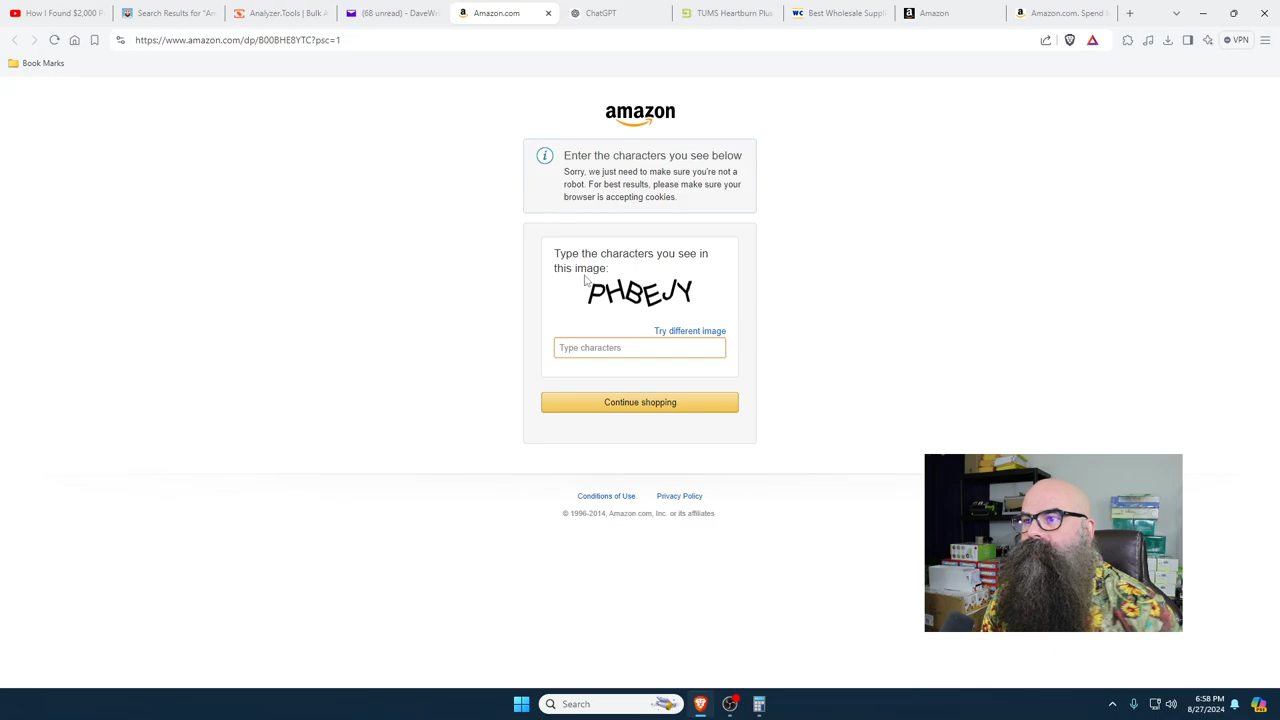 How I Found $2,000 P
Search Results for "Am
Analyzer.Tools | Bulk A
(68 unread) - DaveW
Amazon.com
ChatGPT
TUMS Heartburn Plus
Best Wholesale Suppl
Amazon
Amazon.com. Spend l
https://www.amazon.com/dp/B00BHE8YTC?psc=1
VPN
Book Marks
amazon
Enter the characters you see below
Sorry, we just need to make sure you're not a
robot. For best results, please make sure your
browser is accepting cookies.
Type the characters you see in
this image:
PHBEJY
Try different image
Type characters
Continue shopping
Conditions of Use Privacy Policy
© 1996-2014, Amazon.com, Inc. or its affiliates
Search
6:58 PM
8/27/2024